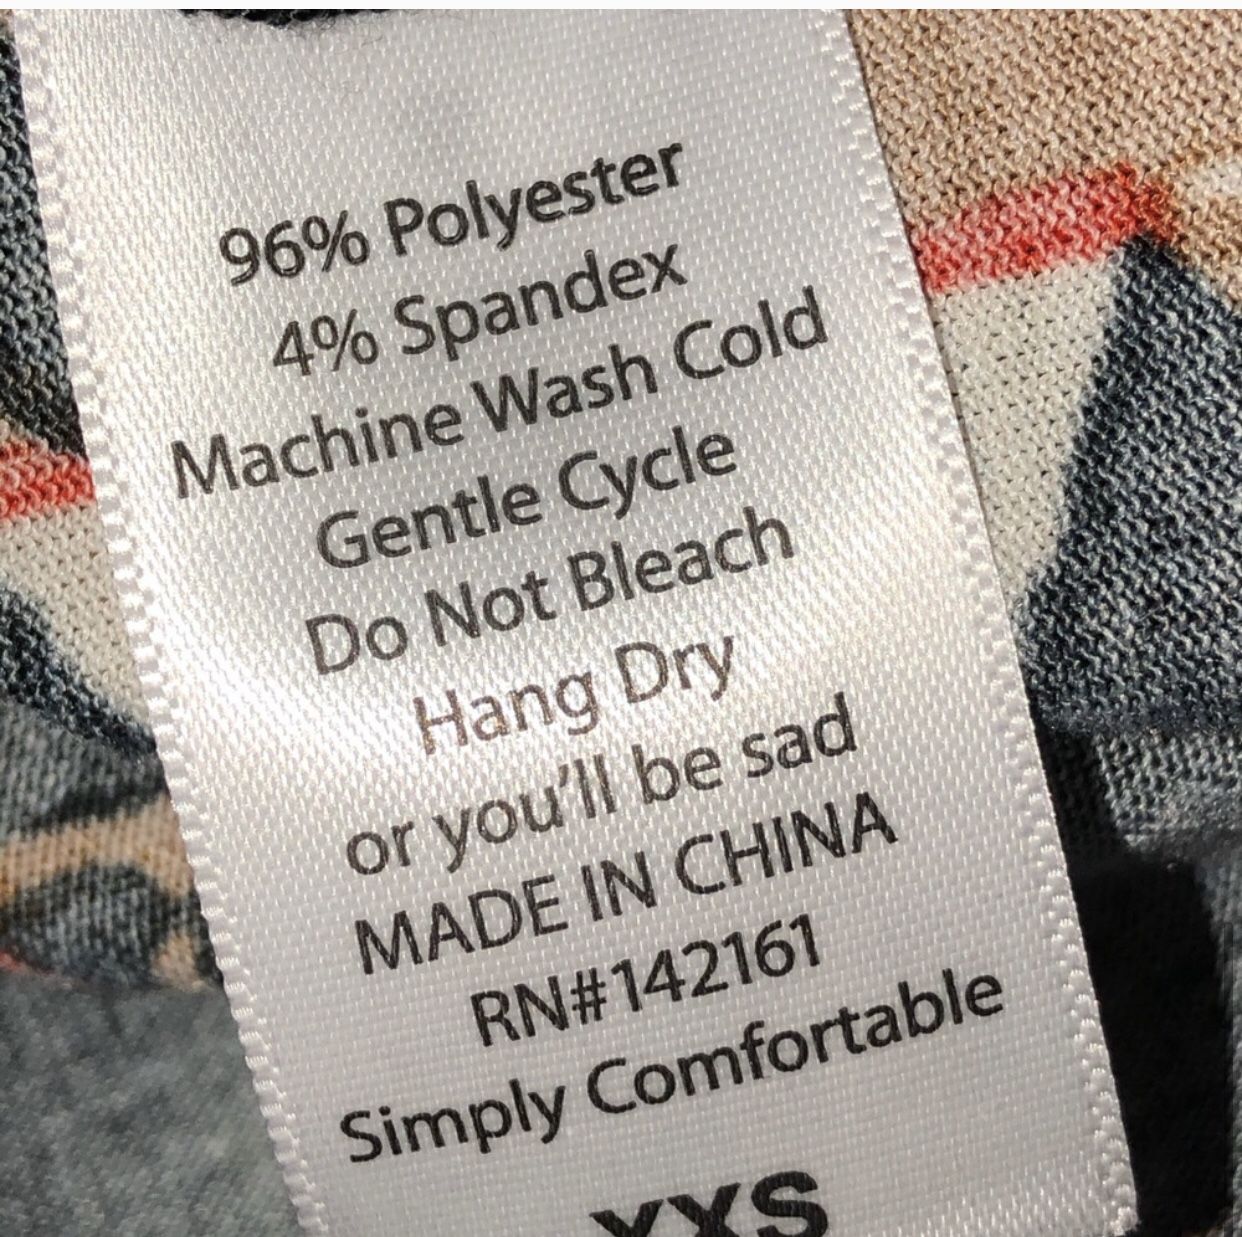 96% Polyester
4% Spandex
Machine Wash Cold
Gentle Cycle
Do Not Bleach
Hang Dry
or you'll be sad
MADE IN CHINA
RN#142161
Simply Comfortable
XXS